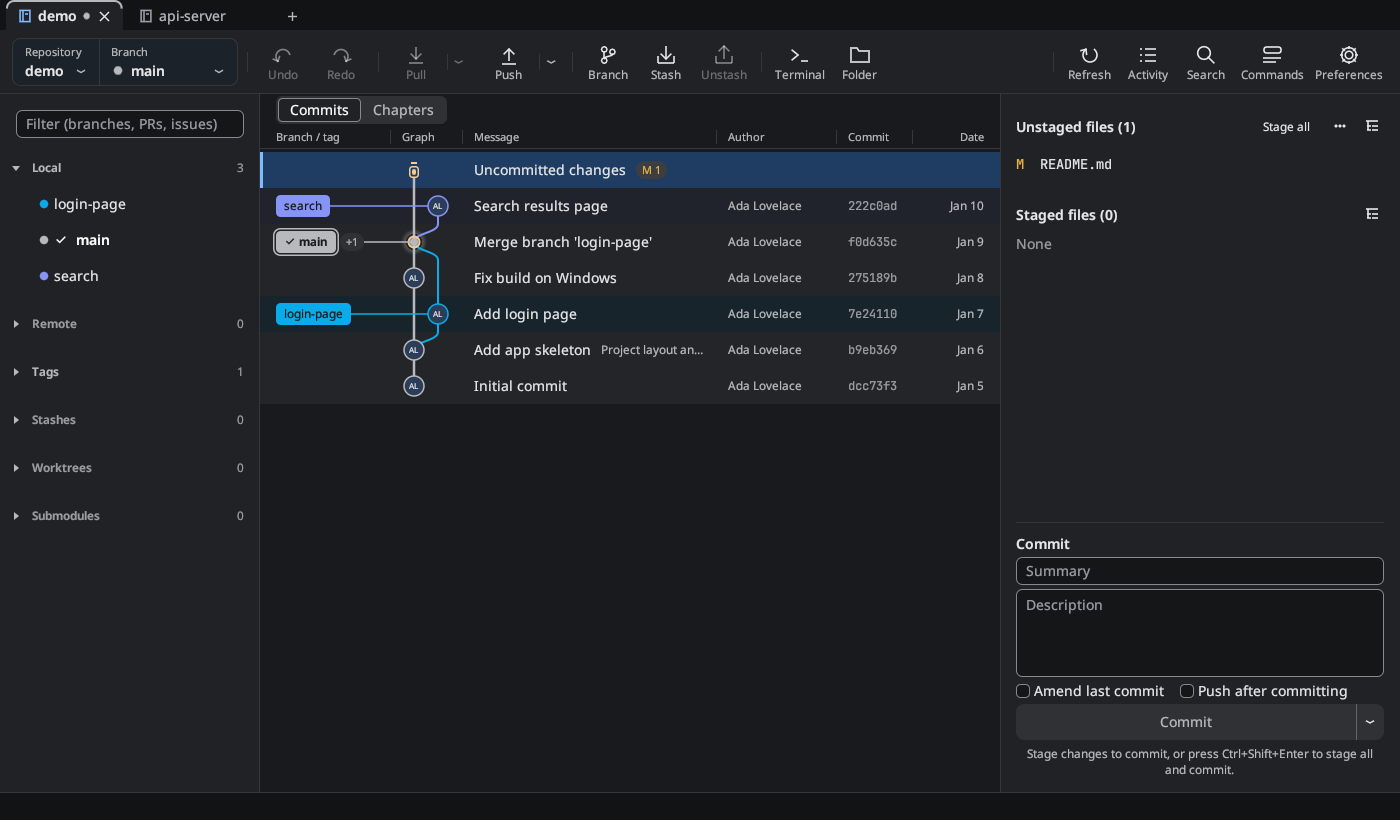 demo
api-server
Repository
demo
Branch
main
Undo
Redo
Pull
Push
Branch
Stash
Unstash
Terminal
Folder
Refresh
Activity
Search
Commands
Preferences
Filter (branches, PRs, issues)
Local 3
login-page
main
search
Remote 0
Tags 1
Stashes 0
Worktrees 0
Submodules 0
Commits Chapters
Branch / tag Graph Message Author Commit Date
Uncommitted changes M 1
search AL Search results page Ada Lovelace 222c0ad Jan 10
main +1 Merge branch 'login-page' Ada Lovelace f0d635c Jan 9
AL Fix build on Windows Ada Lovelace 275189b Jan 8
login-page AL Add login page Ada Lovelace 7e24110 Jan 7
AL Add app skeleton Project layout an... Ada Lovelace b9eb369 Jan 6
AL Initial commit Ada Lovelace dcc73f3 Jan 5
Unstaged files (1) Stage all
M README.md
Staged files (0)
None
Commit
Summary
Description
Amend last commit Push after committing
Commit
Stage changes to commit, or press Ctrl+Shift+Enter to stage all
and commit.